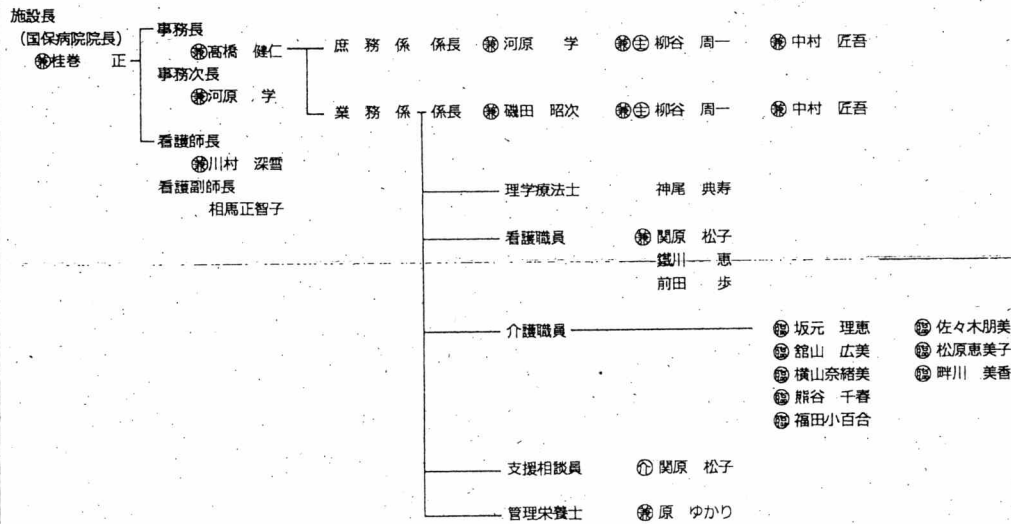 施設長
(国保病院院長)
㊩桂巻 正
事務長
㊩高橋 健仁
事務次長
㊩河原 学
看護師長
㊩川村 深雪
看護副師長
相馬正智子
庶務係 係長 ㊩河原 学 ㊩㊤柳谷 周一 ㊩中村 匠吾
業務係 係長 ㊩磯田 昭次 ㊩㊤柳谷 周一 ㊩中村 匠吾
理学療法士 神尾 典寿
看護職員 関原 松子
鐵川 恵
前田 歩
介護職員 坂元 理恵 佐々木朋美
舘山 広美 松原恵美子
横山奈緒美 畔川 美香
熊谷 千春
福田小百合
支援相談員 関原 松子
管理栄養士 原 ゆかり